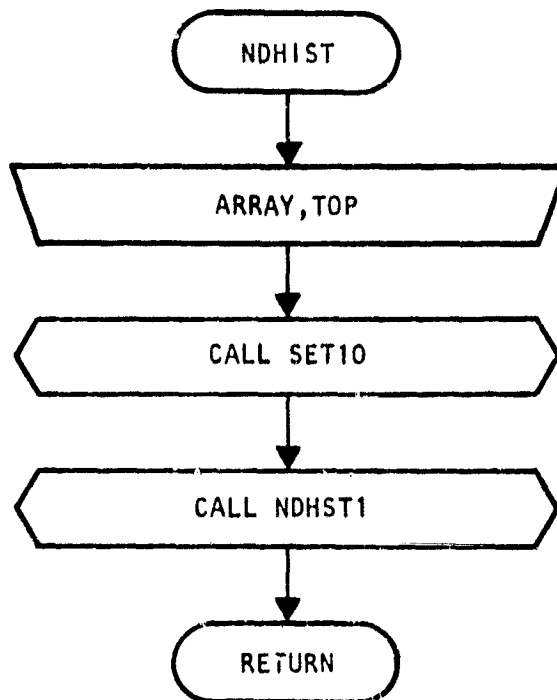 NDHIST
ARRAY,TOP
CALL SET10
CALL NDHST1
RETURN